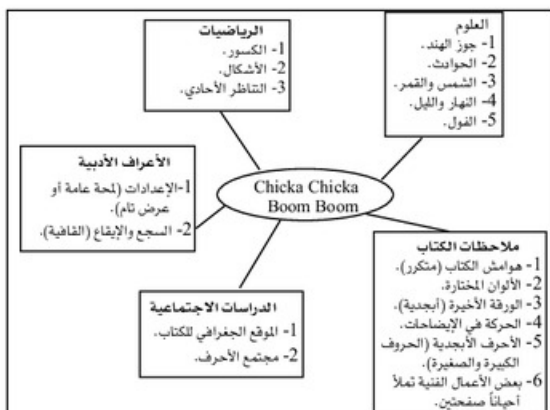 العلوم
1- جوز الهند.
2- الحوادث.
3- الشمس والقمر.
4- النهار والليل.
5- الفول.
الرياضيات
1- الكسور.
2- الأشكال.
3- التناظر الأحادي.
الأعراف الأدبية
1-الإعدادات (لمحة عامة أو
عرض تام).
2- السجع والإيقاع (القافية).
Chicka Chicka
Boom Boom
الدراسات الاجتماعية
1- الموقع الجغرافي للكتاب.
2- مجتمع الأحرف.
ملاحظات الكتاب
1- هوامش الكتاب (متكرر).
2- الألوان المختارة.
3- الورقة الأخيرة (أبجدية).
4- الحركة في الإيضاحات.
5- الأحرف الأبجدية (الحروف
الكبيرة والصغيرة).
6- بعض الأعمال الفنية تملأ
أحياناً صفحتين.